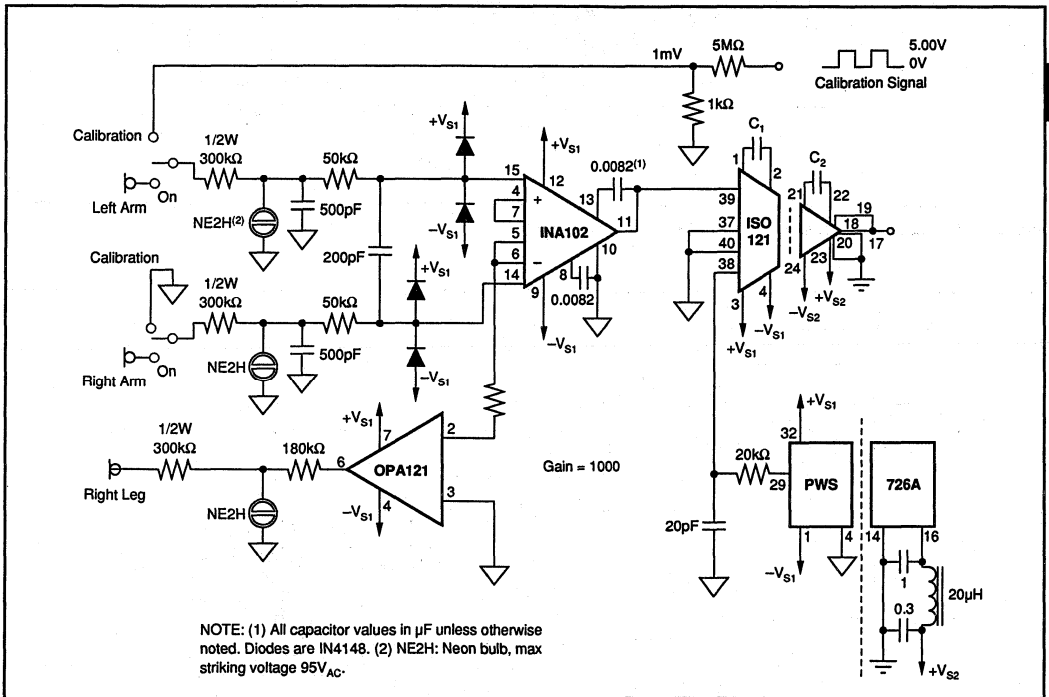 1mV
5MΩ
5.00V
0V
Calibration Signal
1kΩ
Calibration
1/2W
300kΩ
50kΩ
+VS1
+VS1
0.0082(1)
C1
C2
On
Left Arm
NE2H(2)
500pF
200pF
−VS1
15
4
7
5
6
14
+
−
12
13
11
10
8
9
INA102
0.0082
−VS1
1
2
39
37
40
38
ISO
121
3
4
+VS1
−VS1
21
22
19
18
17
20
23
24
−VS2
+VS2
Calibration
1/2W
300kΩ
50kΩ
+VS1
On
Right Arm
NE2H
500pF
−VS1
1/2W
300kΩ
180kΩ
+VS1
7
2
6
OPA121
3
−VS1
4
Right Leg
NE2H
Gain = 1000
20kΩ
20pF
+VS1
32
29
PWS
726A
1
4
14
16
−VS1
1
20µH
0.3
+VS2
NOTE: (1) All capacitor values in µF unless otherwise
noted. Diodes are IN4148. (2) NE2H: Neon bulb, max
striking voltage 95VAC.